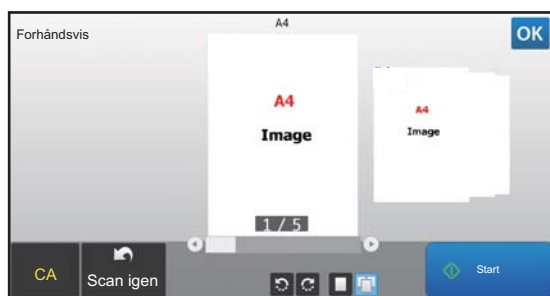 A4
Forhåndsvis
OK
A4
Image
A4
Image
1 / 5
CA
Scan igen
Start